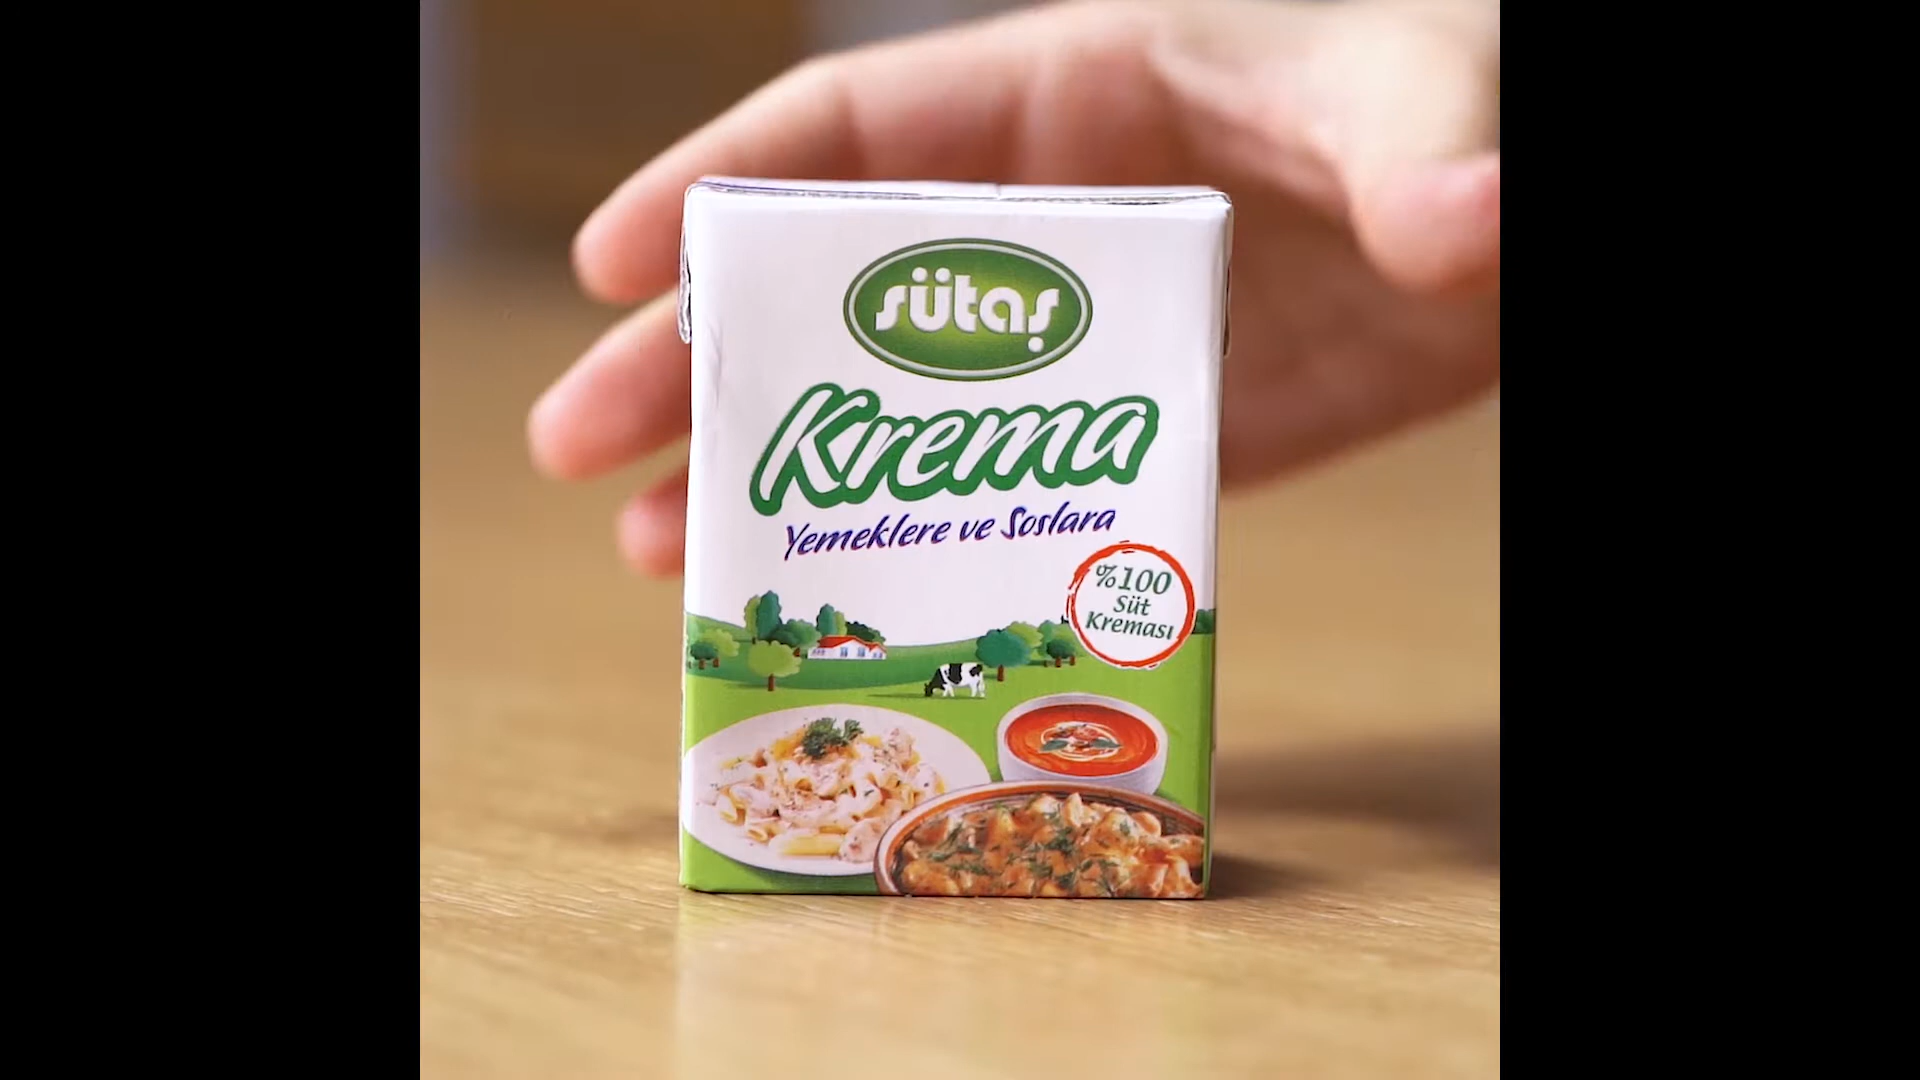 sütaş
Krema
Yemeklere ve Soslara
%100
Süt
Kreması